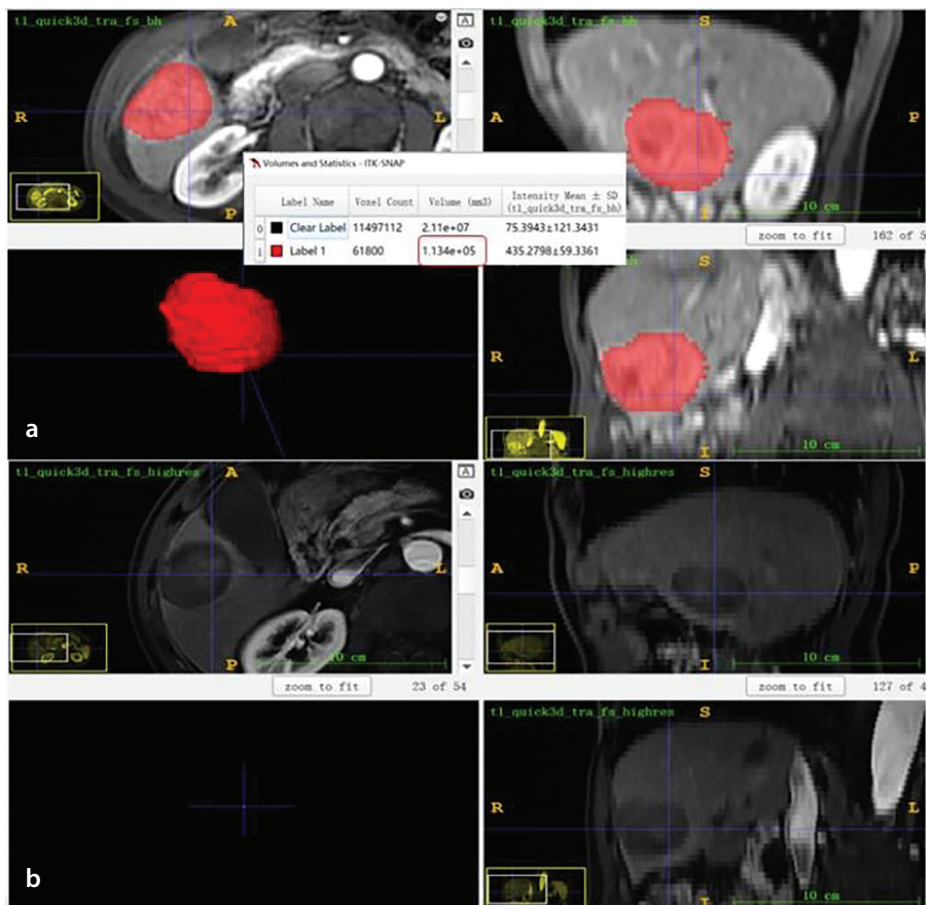 t1_quick3d_tra_fs_bh
A
A
R
L
P
t1_quick3d_tra_fs_bh
S
A
P
I
10 cm
zoom to fit
162 of 5
Volumes and Statistics - ITK-SNAP
Label Name Voxel Count Volume (mm3) Intensity Mean ± SD
(t1_quick3d_tra_fs_bh)
0 Clear Label 11497112 2.11e+07 75.3943±121.3431
1 Label 1 61800 1.134e+05 435.2798±59.3361
a
S
R
L
I
10 cm
t1_quick3d_tra_fs_highres
A
A
R
L
P
10 cm
zoom to fit
23 of 54
t1_quick3d_tra_fs_highres
S
A
P
I
10 cm
zoom to fit
127 of 4
b
t1_quick3d_tra_fs_highres
S
R
L
I
10 cm